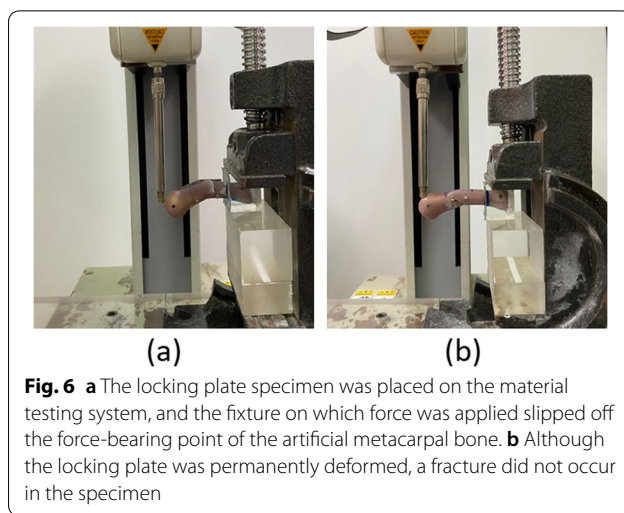 CAUTION
CAUTION
(a)
(b)
Fig. 6 a The locking plate specimen was placed on the material
testing system, and the fixture on which force was applied slipped off
the force-bearing point of the artificial metacarpal bone. b Although
the locking plate was permanently deformed, a fracture did not occur
in the specimen